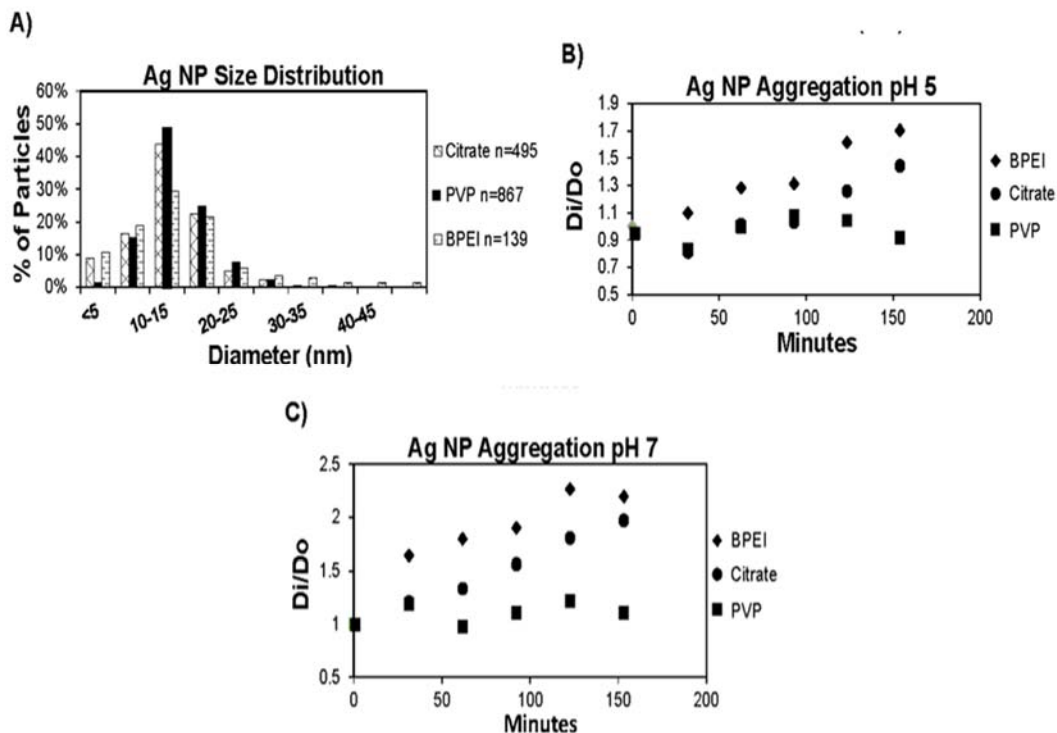 A)
Ag NP Size Distribution
60%
50%
40%
30%
20%
10%
0%
% of Particles
<5
10-15
20-25
30-35
40-45
Diameter (nm)
Citrate n=495
PVP n=867
BPEI n=139
B)
Ag NP Aggregation pH 5
1.9
1.7
1.5
1.3
1.1
0.9
0.7
0.5
Di/Do
0
50
100
150
200
Minutes
BPEI
Citrate
PVP
C)
Ag NP Aggregation pH 7
2.5
2
1.5
1
0.5
Di/Do
0
50
100
150
200
Minutes
BPEI
Citrate
PVP